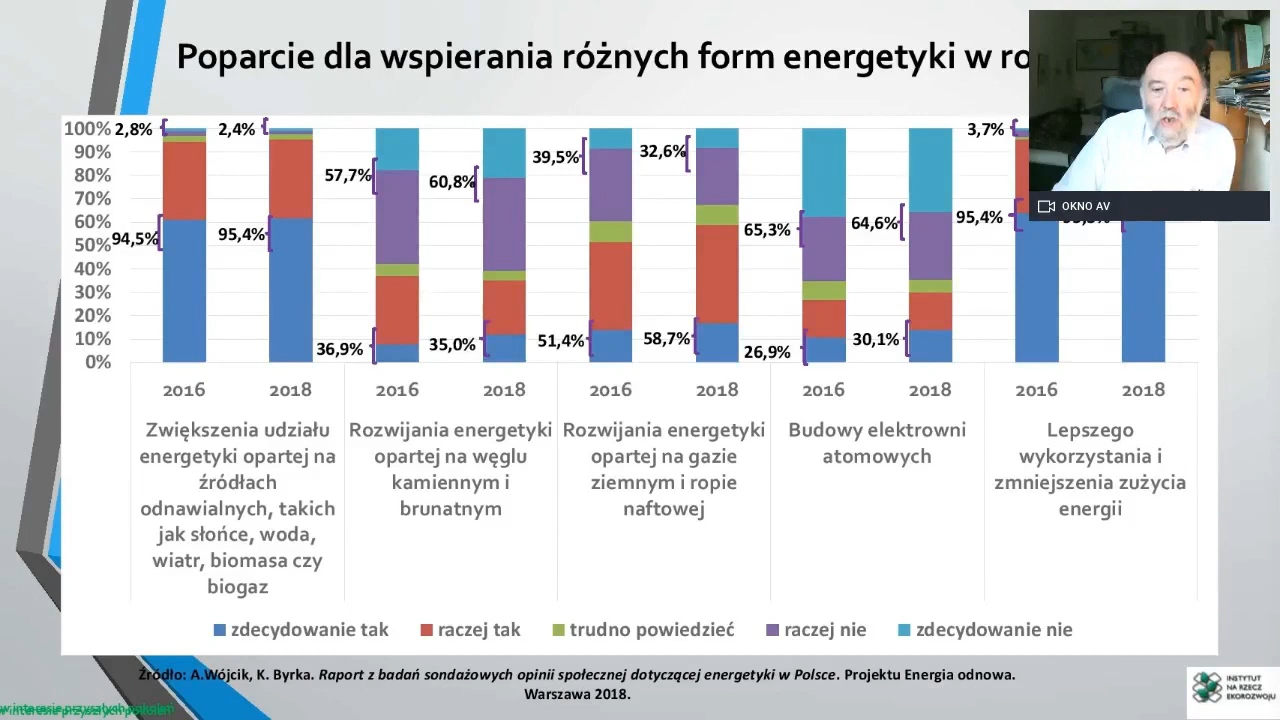 Poparcie dla wspierania różnych form energetyki w ro
100% 2,8% 2,4% 3,7%
90%
80% 57,7% 60,8% 39,5% 32,6%
70%
60% 65,3% 64,6% 95,4%
50% 94,5% 95,4%
40%
30%
20%
10% 36,9% 35,0% 51,4% 58,7% 26,9% 30,1%
0%
OKNO AV
2016 2018 2016 2018 2016 2018 2016 2018 2016 2018
Zwiększenia udziału
energetyki opartej na
źródłach
odnawialnych, takich
jak słońce, woda,
wiatr, biomasa czy
biogaz
Rozwijania energetyki
opartej na węglu
kamiennym i
brunatnym
Rozwijania energetyki
opartej na gazie
ziemnym i ropie
naftowej
Budowy elektrowni
atomowych
Lepszego
wykorzystania i
zmniejszenia zużycia
energii
zdecydowanie tak raczej tak trudno powiedzieć raczej nie zdecydowanie nie
Źródło: A.Wójcik, K. Byrka. Raport z badań sondażowych opinii społecznej dotyczącej energetyki w Polsce. Projektu Energia odnowa.
Warszawa 2018.
w interesie przyszłych pokoleń
w interesie przyszłych pokoleń
INSTYTUT
NA RZECZ
EKOROZWOJU